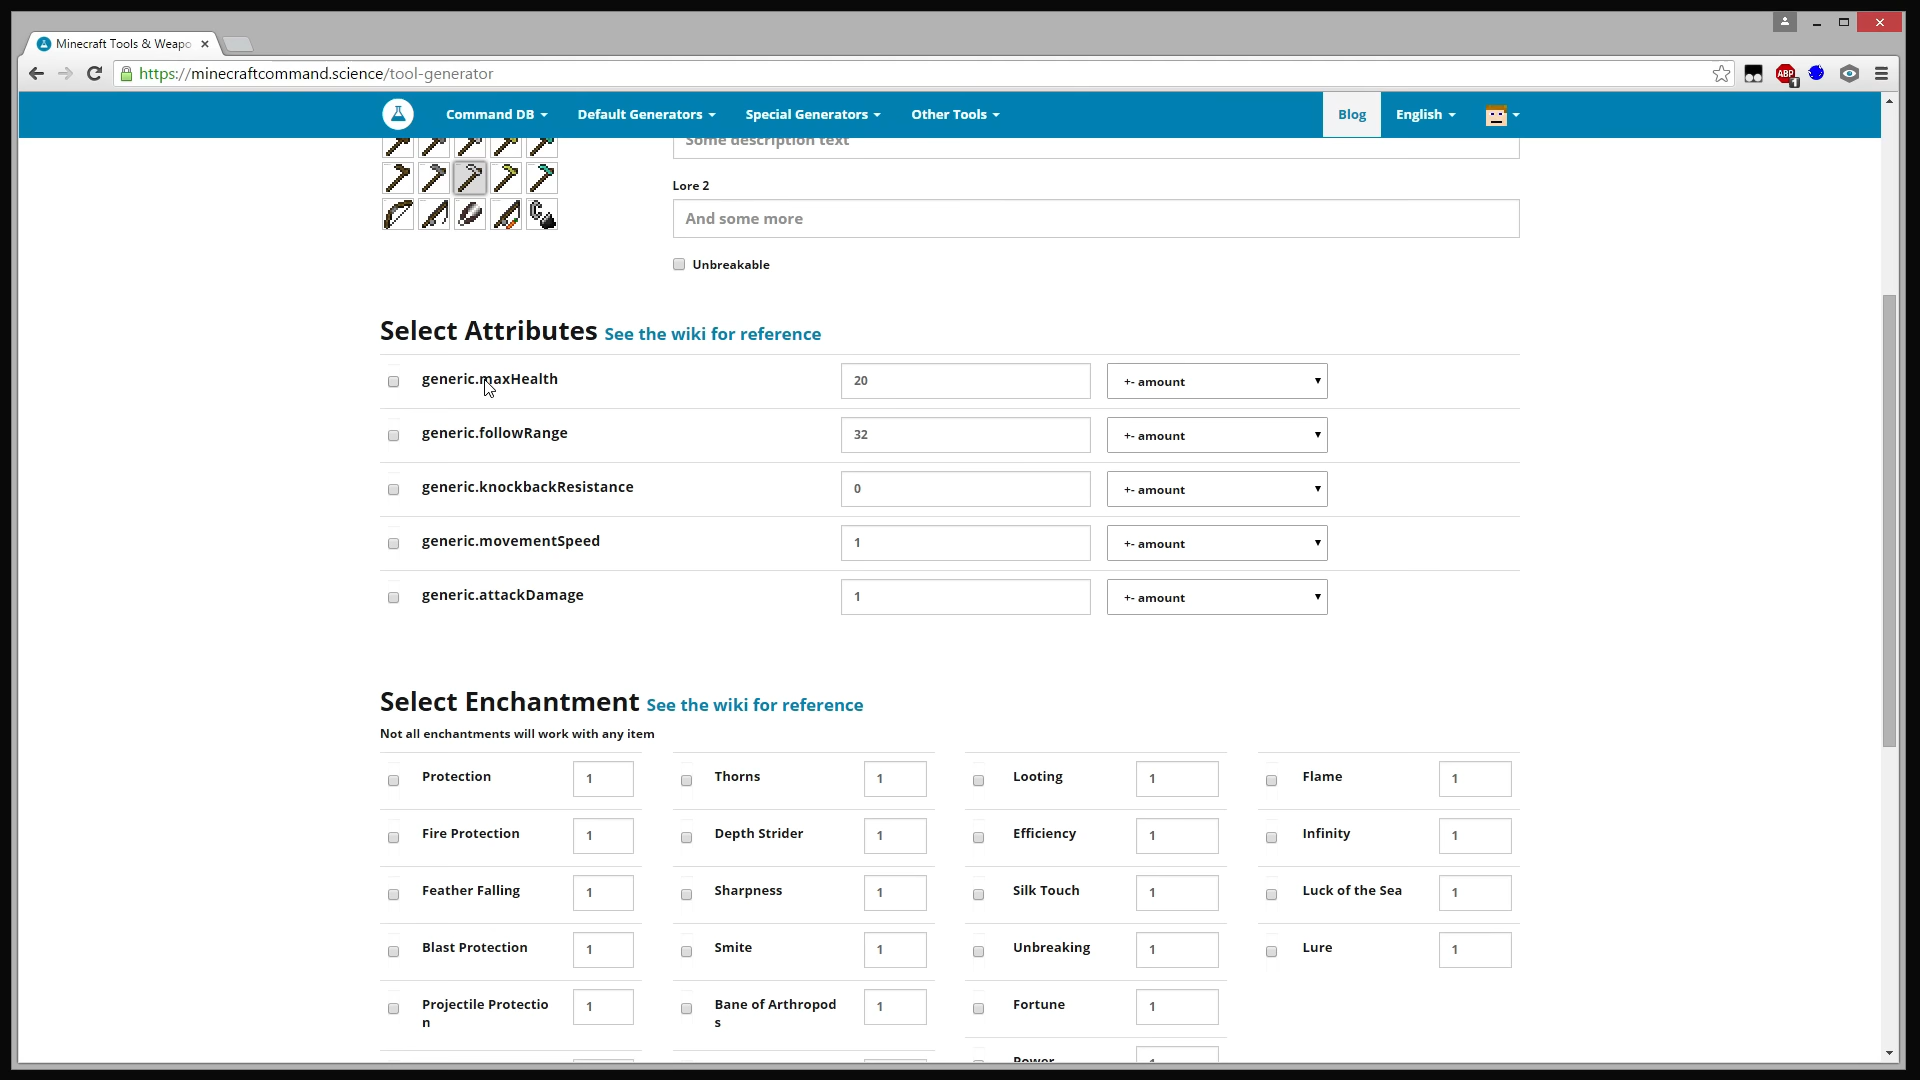 Minecraft Tools & Weapo
https://minecraftcommand.science/tool-generator
ABP
1
Command DB
Default Generators
Special Generators
Other Tools
Blog
English
Some description text
Lore 2
And some more
Unbreakable
Select Attributes See the wiki for reference
generic.maxHealth 20 +- amount
generic.followRange 32 +- amount
generic.knockbackResistance 0 +- amount
generic.movementSpeed 1 +- amount
generic.attackDamage 1 +- amount
Select Enchantment See the wiki for reference
Not all enchantments will work with any item
Protection 1 Thorns 1 Looting 1 Flame 1
Fire Protection 1 Depth Strider 1 Efficiency 1 Infinity 1
Feather Falling 1 Sharpness 1 Silk Touch 1 Luck of the Sea 1
Blast Protection 1 Smite 1 Unbreaking 1 Lure 1
Projectile Protectio 1 Bane of Arthropod 1 Fortune 1
n s
Power 1